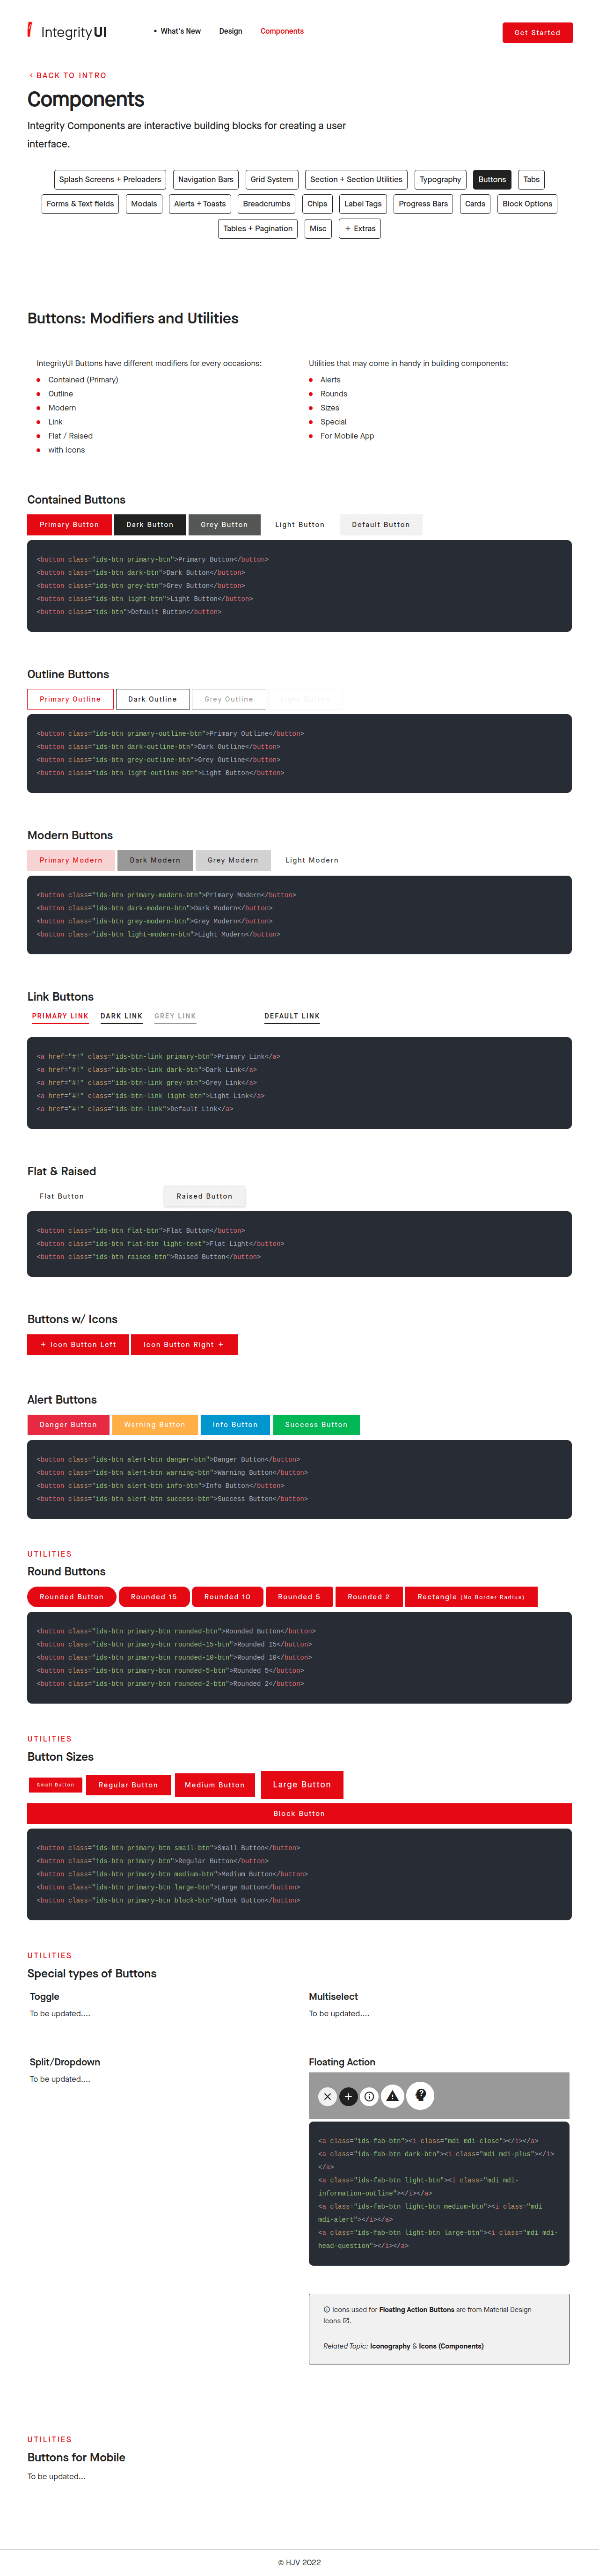 IntegrityUI
What's New
Design
Components
Get Started
BACK TO INTRO
Components
Integrity Components are interactive building blocks for creating a user
interface.
Splash Screens + Preloaders
Navigation Bars
Grid System
Section + Section Utilities
Typography
Buttons
Tabs
Forms & Text fields
Modals
Alerts + Toasts
Breadcrumbs
Chips
Label Tags
Progress Bars
Cards
Block Options
Tables + Pagination
Misc
+ Extras
Buttons: Modifiers and Utilities
IntegrityUI Buttons have different modifiers for every occasions:
Contained (Primary)
Outline
Modern
Link
Flat / Raised
with Icons
Utilities that may come in handy in building components:
Alerts
Rounds
Sizes
Special
For Mobile App
Contained Buttons
Primary Button
Dark Button
Grey Button
Light Button
Default Button
<button class="ids-btn primary-btn">Primary Button</button>
<button class="ids-btn dark-btn">Dark Button</button>
<button class="ids-btn grey-btn">Grey Button</button>
<button class="ids-btn light-btn">Light Button</button>
<button class="ids-btn">Default Button</button>
Outline Buttons
Primary Outline
Dark Outline
Grey Outline
<button class="ids-btn primary-outline-btn">Primary Outline</button>
<button class="ids-btn dark-outline-btn">Dark Outline</button>
<button class="ids-btn grey-outline-btn">Grey Outline</button>
<button class="ids-btn light-outline-btn">Light Button</button>
Modern Buttons
Primary Modern
Dark Modern
Grey Modern
Light Modern
<button class="ids-btn primary-modern-btn">Primary Modern</button>
<button class="ids-btn dark-modern-btn">Dark Modern</button>
<button class="ids-btn grey-modern-btn">Grey Modern</button>
<button class="ids-btn light-modern-btn">Light Modern</button>
Link Buttons
PRIMARY LINK
DARK LINK
GREY LINK
DEFAULT LINK
<a href="#!" class="ids-btn-link primary-btn">Primary Link</a>
<a href="#!" class="ids-btn-link dark-btn">Dark Link</a>
<a href="#!" class="ids-btn-link grey-btn">Grey Link</a>
<a href="#!" class="ids-btn-link light-btn">Light Link</a>
<a href="#!" class="ids-btn-link">Default Link</a>
Flat & Raised
Flat Button
Raised Button
<button class="ids-btn flat-btn">Flat Button</button>
<button class="ids-btn flat-btn light-text">Flat Light</button>
<button class="ids-btn raised-btn">Raised Button</button>
Buttons w/ Icons
+ Icon Button Left
Icon Button Right +
Alert Buttons
Danger Button
Warning Button
Info Button
Success Button
<button class="ids-btn alert-btn danger-btn">Danger Button</button>
<button class="ids-btn alert-btn warning-btn">Warning Button</button>
<button class="ids-btn alert-btn info-btn">Info Button</button>
<button class="ids-btn alert-btn success-btn">Success Button</button>
UTILITIES
Round Buttons
Rounded Button
Rounded 15
Rounded 10
Rounded 5
Rounded 2
Rectangle (No Border Radius)
<button class="ids-btn primary-btn rounded-btn">Rounded Button</button>
<button class="ids-btn primary-btn rounded-15-btn">Rounded 15</button>
<button class="ids-btn primary-btn rounded-10-btn">Rounded 10</button>
<button class="ids-btn primary-btn rounded-5-btn">Rounded 5</button>
<button class="ids-btn primary-btn rounded-2-btn">Rounded 2</button>
UTILITIES
Button Sizes
Small Button
Regular Button
Medium Button
Large Button
Block Button
<button class="ids-btn primary-btn small-btn">Small Button</button>
<button class="ids-btn primary-btn">Regular Button</button>
<button class="ids-btn primary-btn medium-btn">Medium Button</button>
<button class="ids-btn primary-btn large-btn">Large Button</button>
<button class="ids-btn primary-btn block-btn">Block Button</button>
UTILITIES
Special types of Buttons
Toggle
To be updated....
Multiselect
To be updated....
Split/Dropdown
To be updated....
Floating Action
<a class="ids-fab-btn"><i class="mdi mdi-close"></i></a>
<a class="ids-fab-btn dark-btn"><i class="mdi mdi-plus"></i>
</a>
<a class="ids-fab-btn light-btn"><i class="mdi mdi-
information-outline"></i></a>
<a class="ids-fab-btn light-btn medium-btn"><i class="mdi
mdi-alert"></i></a>
<a class="ids-fab-btn light-btn large-btn"><i class="mdi mdi-
head-question"></i></a>
Icons used for Floating Action Buttons are from Material Design
Icons.
Related Topic: Iconography & Icons (Components)
UTILITIES
Buttons for Mobile
To be updated...
© HJV 2022